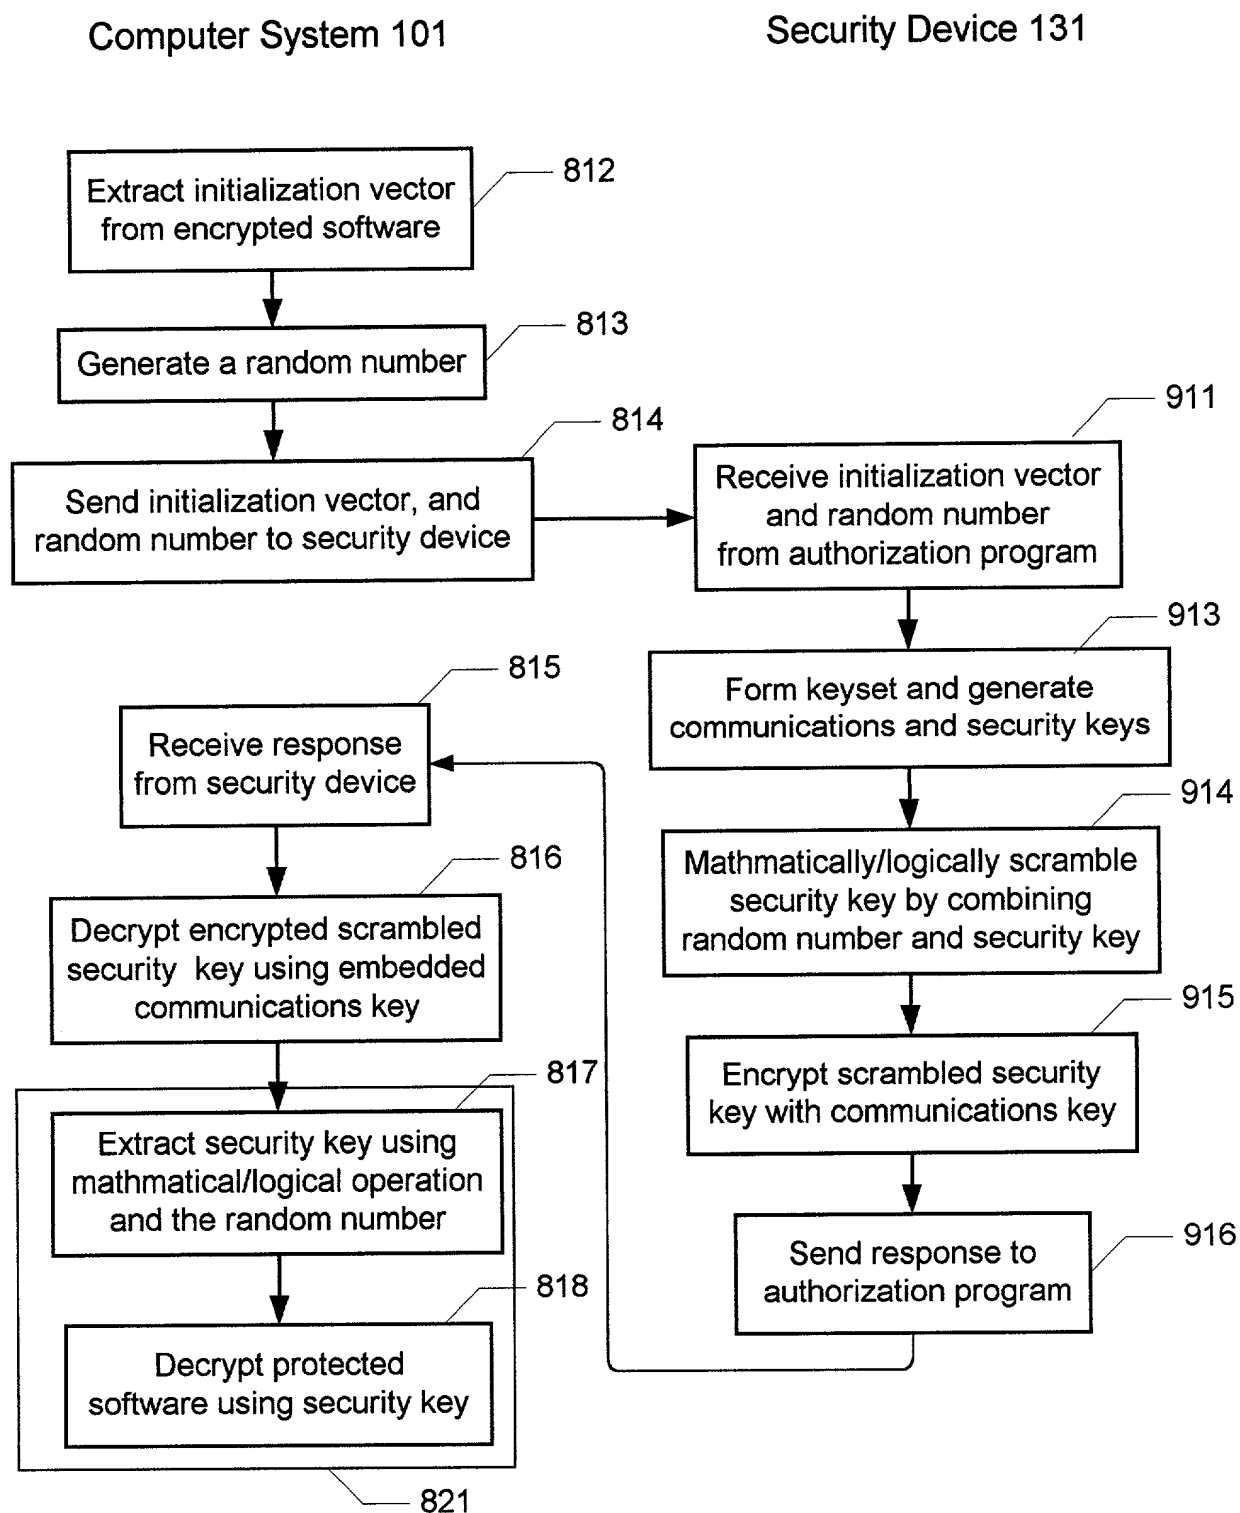 Computer System 101
Security Device 131
Extract initialization vector
from encrypted software
812
Generate a random number
813
Send initialization vector, and
random number to security device
814
Receive initialization vector
and random number
from authorization program
911
Form keyset and generate
communications and security keys
913
Mathmatically/logically scramble
security key by combining
random number and security key
914
Encrypt scrambled security
key with communications key
915
Send response to
authorization program
916
Receive response
from security device
815
Decrypt encrypted scrambled
security key using embedded
communications key
816
Extract security key using
mathmatical/logical operation
and the random number
817
Decrypt protected
software using security key
818
821